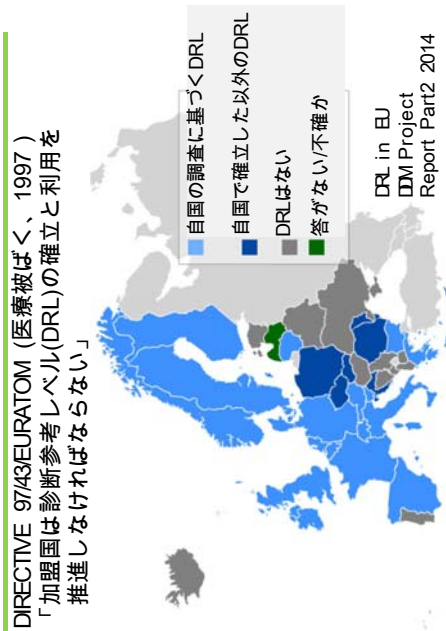 DIRECTIVE 97/43/EURATOM (医療被ばく、1997 )
「加盟国は診断参考レベル(DRL)の確立と利用を
推進しなければならない」
自国の調査に基づくDRL
自国で確立した以外のDRL
DRLはない
答がない/不確か
DRL in EU
DDM Project
Report Part2 2014